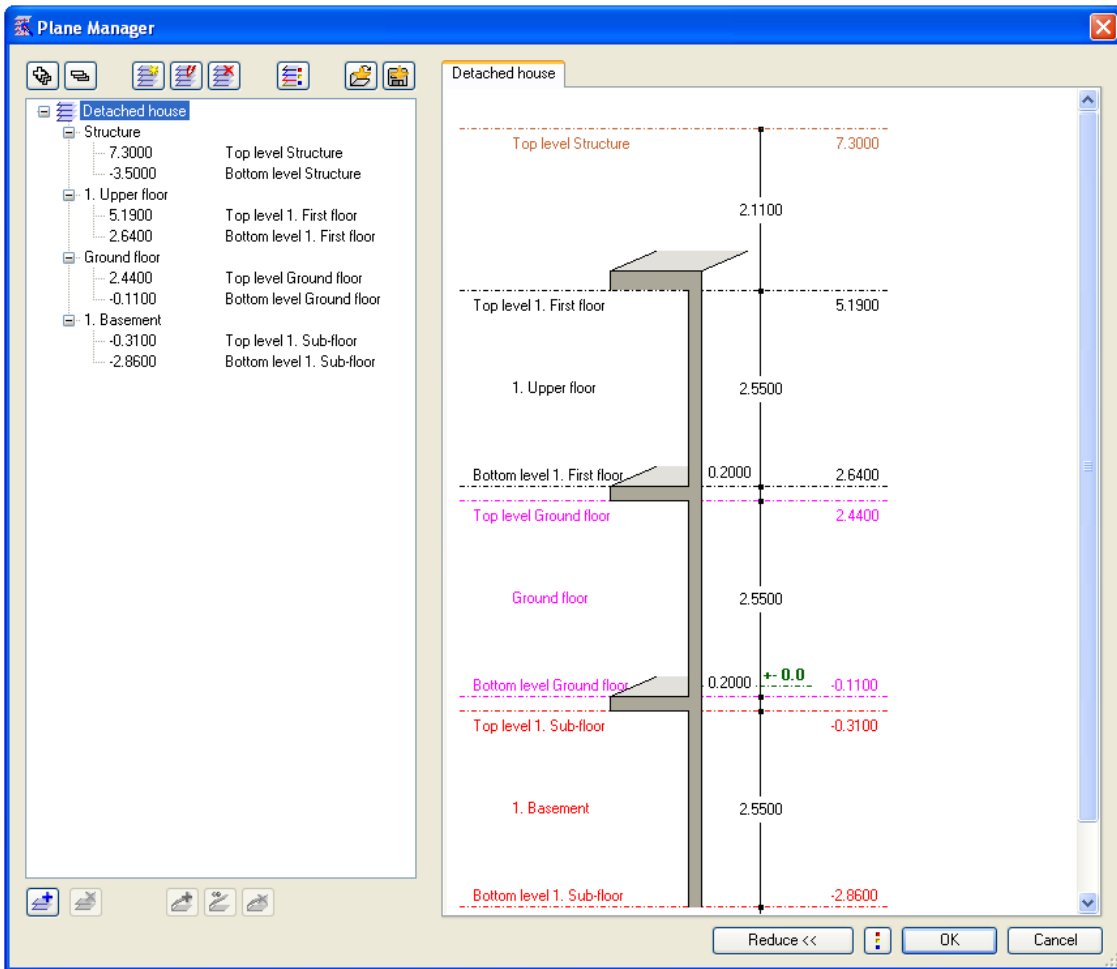 Plane Manager
Detached house
Structure
7.3000 Top level Structure
-3.5000 Bottom level Structure
1. Upper floor
5.1900 Top level 1. First floor
2.6400 Bottom level 1. First floor
Ground floor
2.4400 Top level Ground floor
-0.1100 Bottom level Ground floor
1. Basement
-0.3100 Top level 1. Sub-floor
-2.8600 Bottom level 1. Sub-floor
Detached house
Top level Structure 7.3000
2.1100
Top level 1. First floor 5.1900
1. Upper floor 2.5500
Bottom level 1. First floor 0.2000 2.6400
Top level Ground floor 2.4400
Ground floor 2.5500
+- 0.0
Bottom level Ground floor 0.2000 -0.1100
Top level 1. Sub-floor -0.3100
1. Basement 2.5500
Bottom level 1. Sub-floor -2.8600
Reduce << OK Cancel